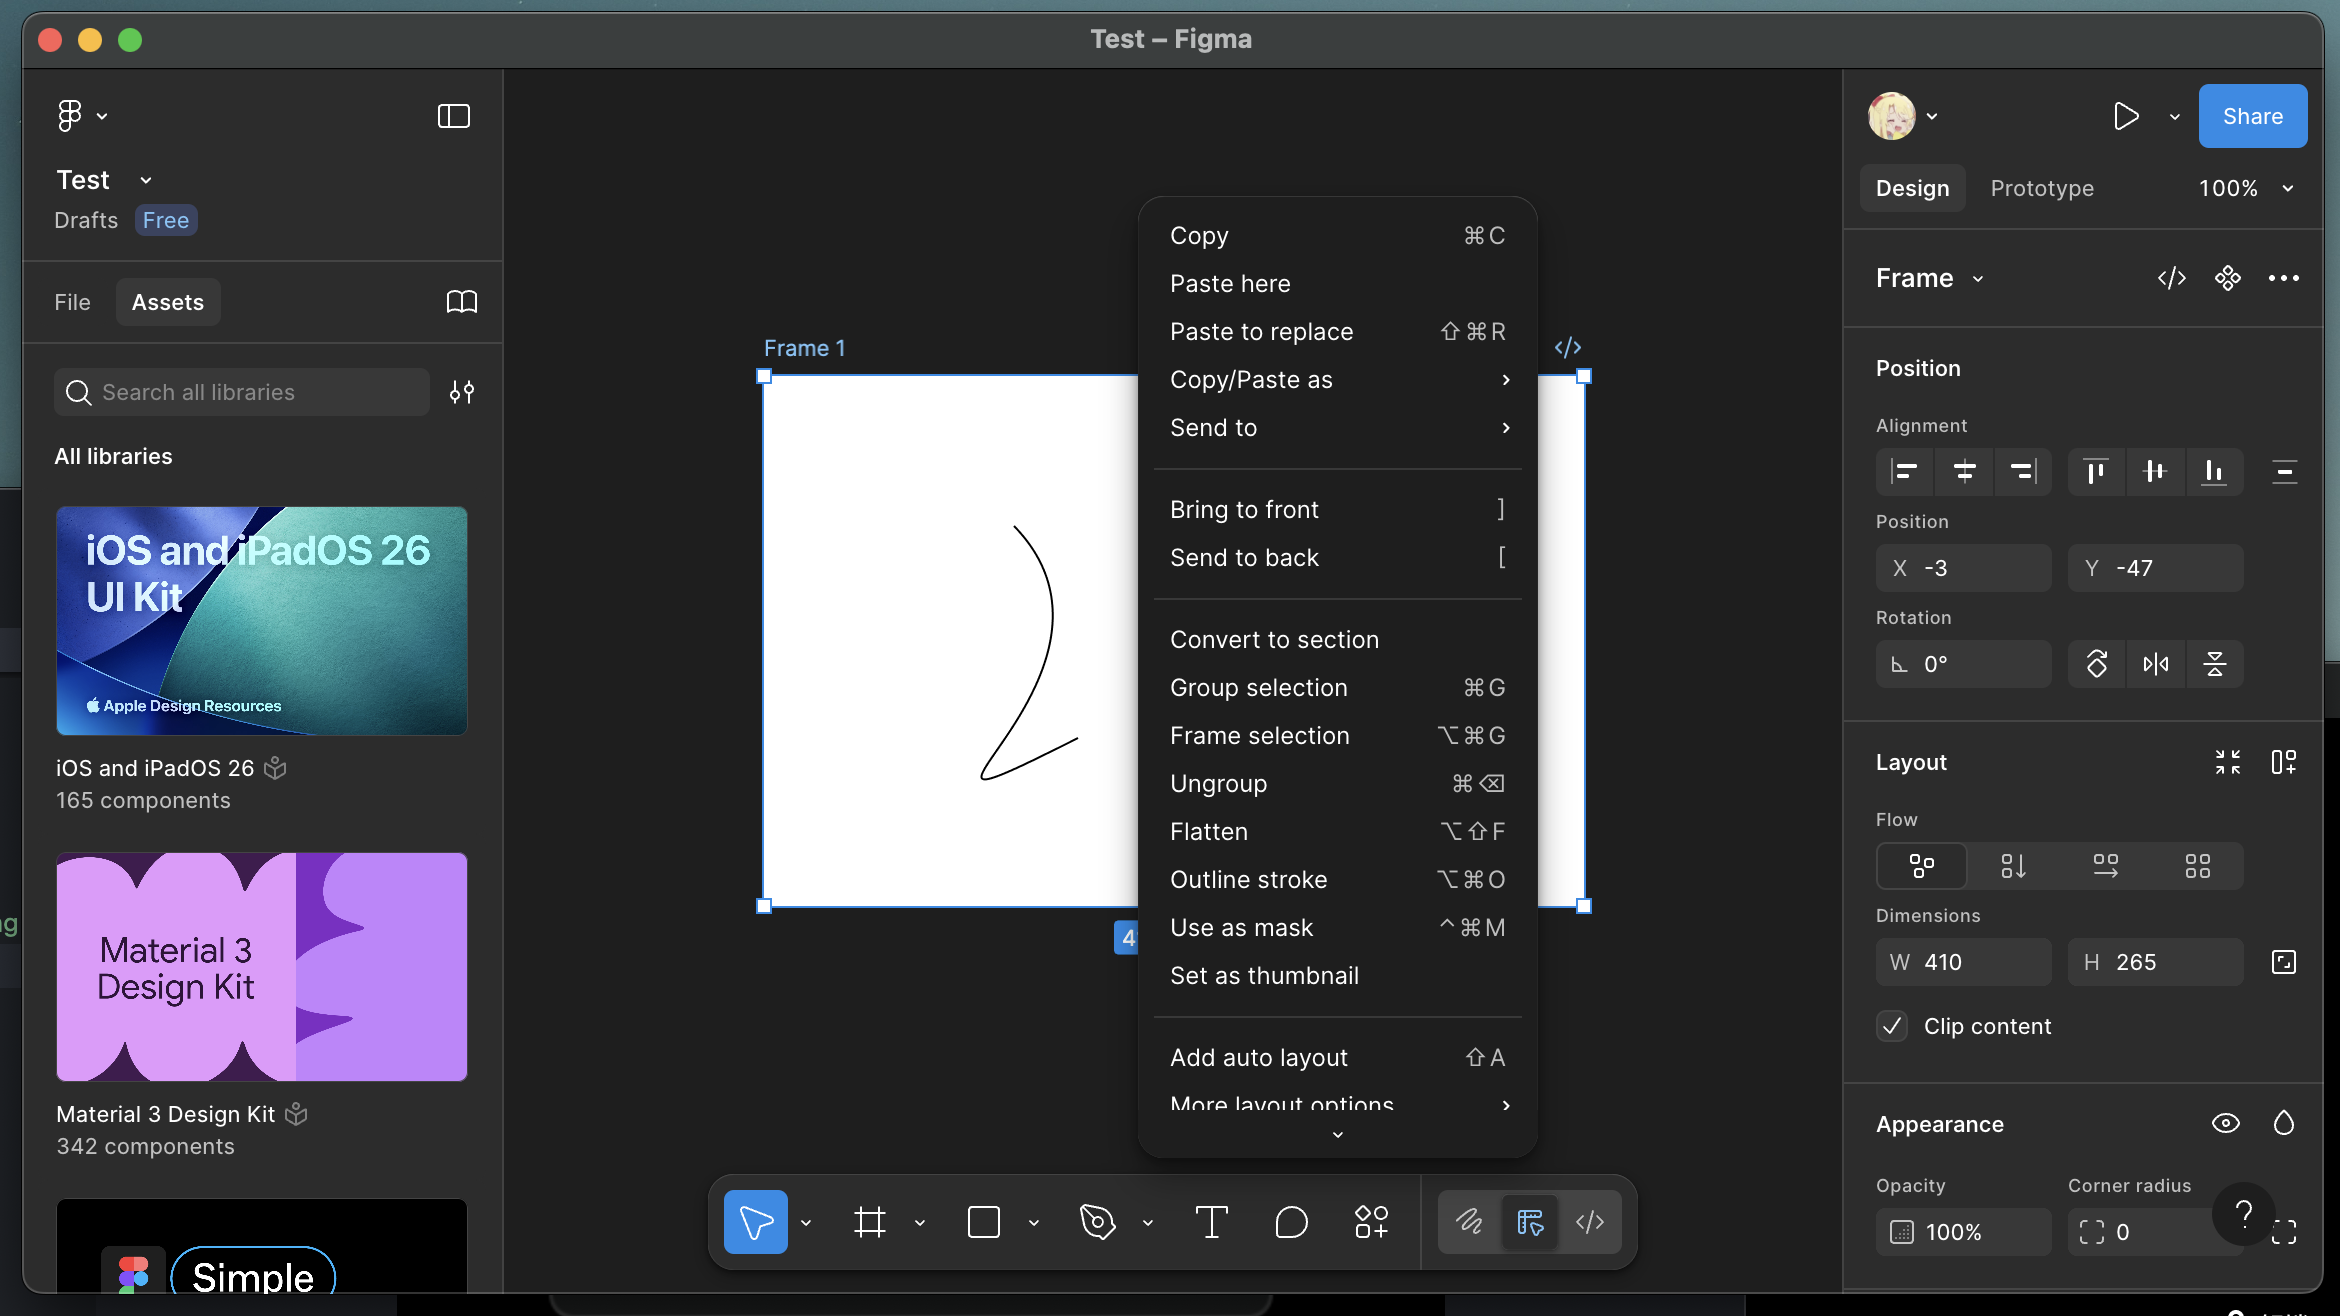 Test – Figma
Test
Drafts Free
File Assets
Search all libraries
All libraries
iOS and iPadOS 26
UI Kit
Apple Design Resources
iOS and iPadOS 26
165 components
Material 3
Design Kit
Material 3 Design Kit
342 components
Simple
Frame 1
Copy ⌘C
Paste here
Paste to replace ⇧⌘R
Copy/Paste as
Send to
Bring to front ]
Send to back [
Convert to section
Group selection ⌘G
Frame selection ⌥⌘G
Ungroup ⌘⌫
Flatten ⌥⇧F
Outline stroke ⌥⌘O
Use as mask ^⌘M
Set as thumbnail
Add auto layout ⇧A
More layout options
Share
Design Prototype 100%
Frame
Position
Alignment
Position
X -3 Y -47
Rotation
0°
Layout
Flow
Dimensions
W 410 H 265
Clip content
Appearance
Opacity Corner radius
100% 0
?